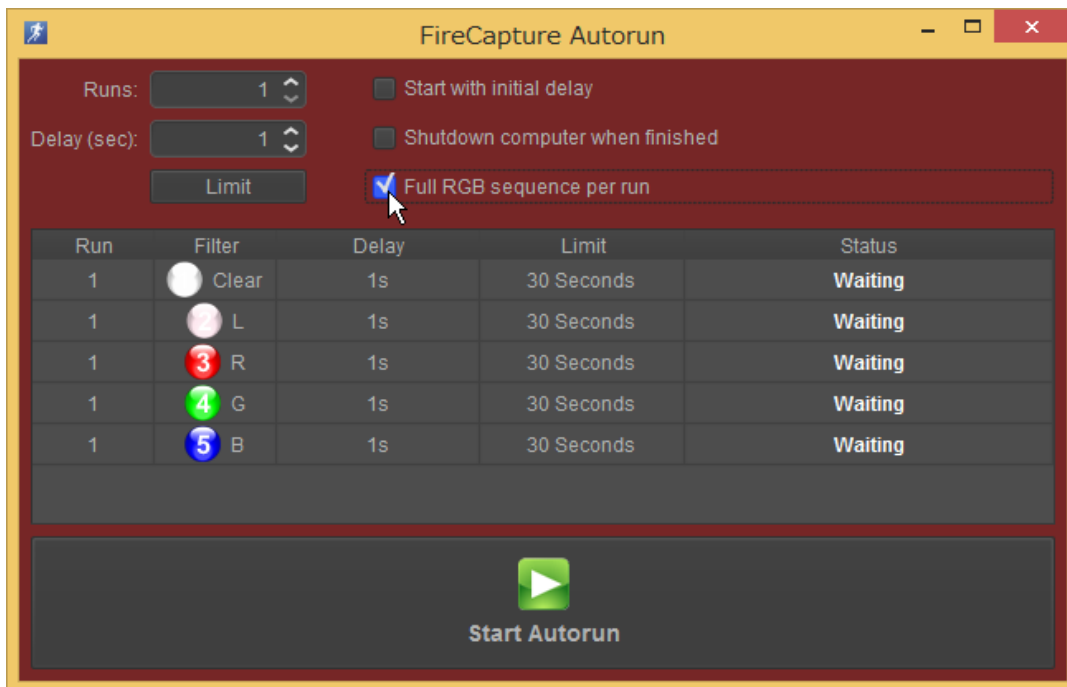 FireCapture Autorun
Runs: 1 Start with initial delay
Delay (sec): 1 Shutdown computer when finished
Limit Full RGB sequence per run
Run Filter Delay Limit Status
1 Clear 1s 30 Seconds Waiting
1 2 L 1s 30 Seconds Waiting
1 3 R 1s 30 Seconds Waiting
1 4 G 1s 30 Seconds Waiting
1 5 B 1s 30 Seconds Waiting
Start Autorun